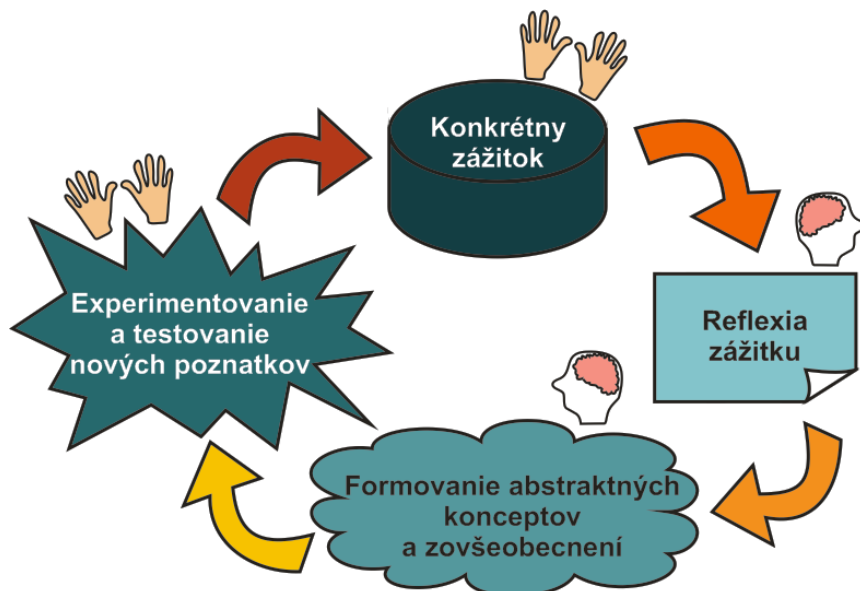 Konkrétny
zážitok
Reflexia
zážitku
Formovanie abstraktných
konceptov
a zovšeobecnení
Experimentovanie
a testovanie
nových poznatkov